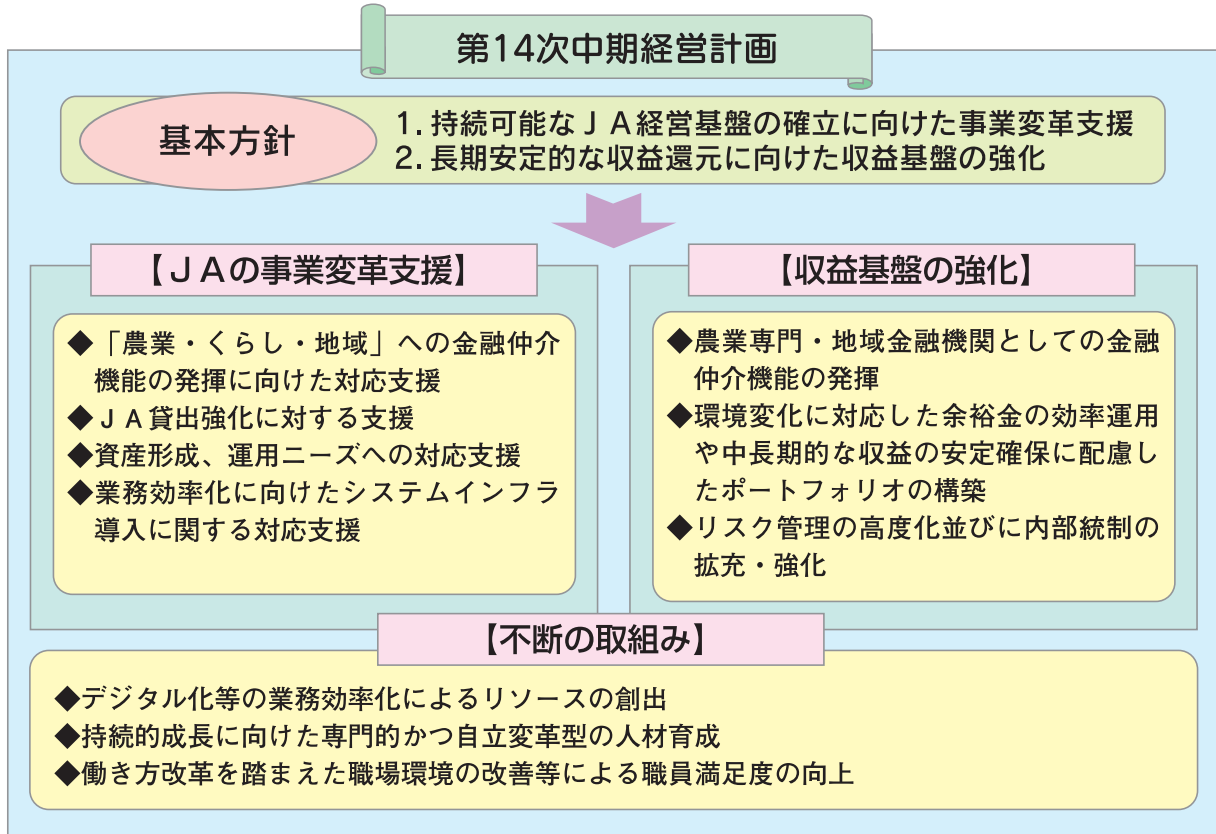 第14次中期経営計画
基本方針
1. 持続可能なＪＡ経営基盤の確立に向けた事業変革支援
2. 長期安定的な収益還元に向けた収益基盤の強化
【ＪＡの事業変革支援】
◆「農業・くらし・地域」への金融仲介
機能の発揮に向けた対応支援
◆ＪＡ貸出強化に対する支援
◆資産形成、運用ニーズへの対応支援
◆業務効率化に向けたシステムインフラ
導入に関する対応支援
【収益基盤の強化】
◆農業専門・地域金融機関としての金融
仲介機能の発揮
◆環境変化に対応した余裕金の効率運用
や中長期的な収益の安定確保に配慮し
たポートフォリオの構築
◆リスク管理の高度化並びに内部統制の
拡充・強化
【不断の取組み】
◆デジタル化等の業務効率化によるリソースの創出
◆持続的成長に向けた専門的かつ自立変革型の人材育成
◆働き方改革を踏まえた職場環境の改善等による職員満足度の向上